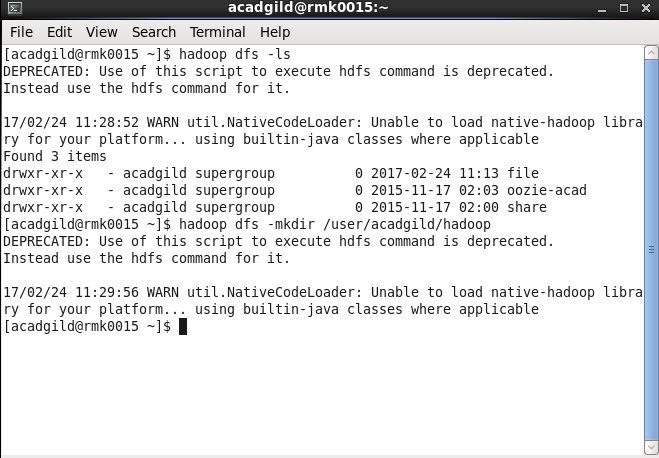 acadgild@rmk0015:~
File Edit View Search Terminal Help
[acadgild@rmk0015 ~]$ hadoop dfs -ls
DEPRECATED: Use of this script to execute hdfs command is deprecated.
Instead use the hdfs command for it.
17/02/24 11:28:52 WARN util.NativeCodeLoader: Unable to load native-hadoop libra
ry for your platform... using builtin-java classes where applicable
Found 3 items
drwxr-xr-x   - acadgild supergroup          0 2017-02-24 11:13 file
drwxr-xr-x   - acadgild supergroup          0 2015-11-17 02:03 oozie-acad
drwxr-xr-x   - acadgild supergroup          0 2015-11-17 02:00 share
[acadgild@rmk0015 ~]$ hadoop dfs -mkdir /user/acadgild/hadoop
DEPRECATED: Use of this script to execute hdfs command is deprecated.
Instead use the hdfs command for it.
17/02/24 11:29:56 WARN util.NativeCodeLoader: Unable to load native-hadoop libra
ry for your platform... using builtin-java classes where applicable
[acadgild@rmk0015 ~]$